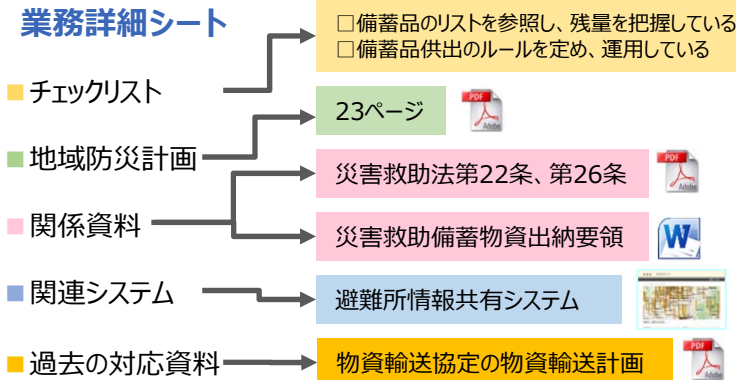 業務詳細シート
□備蓄品のリストを参照し、残量を把握している
□備蓄品供出のルールを定め、運用している
チェックリスト
23ページ
PDF
Adobe
地域防災計画
災害救助法第22条、第26条
PDF
Adobe
関係資料
災害救助備蓄物資出納要領
W
関連システム
避難所情報共有システム
過去の対応資料
物資輸送協定の物資輸送計画
PDF
Adobe